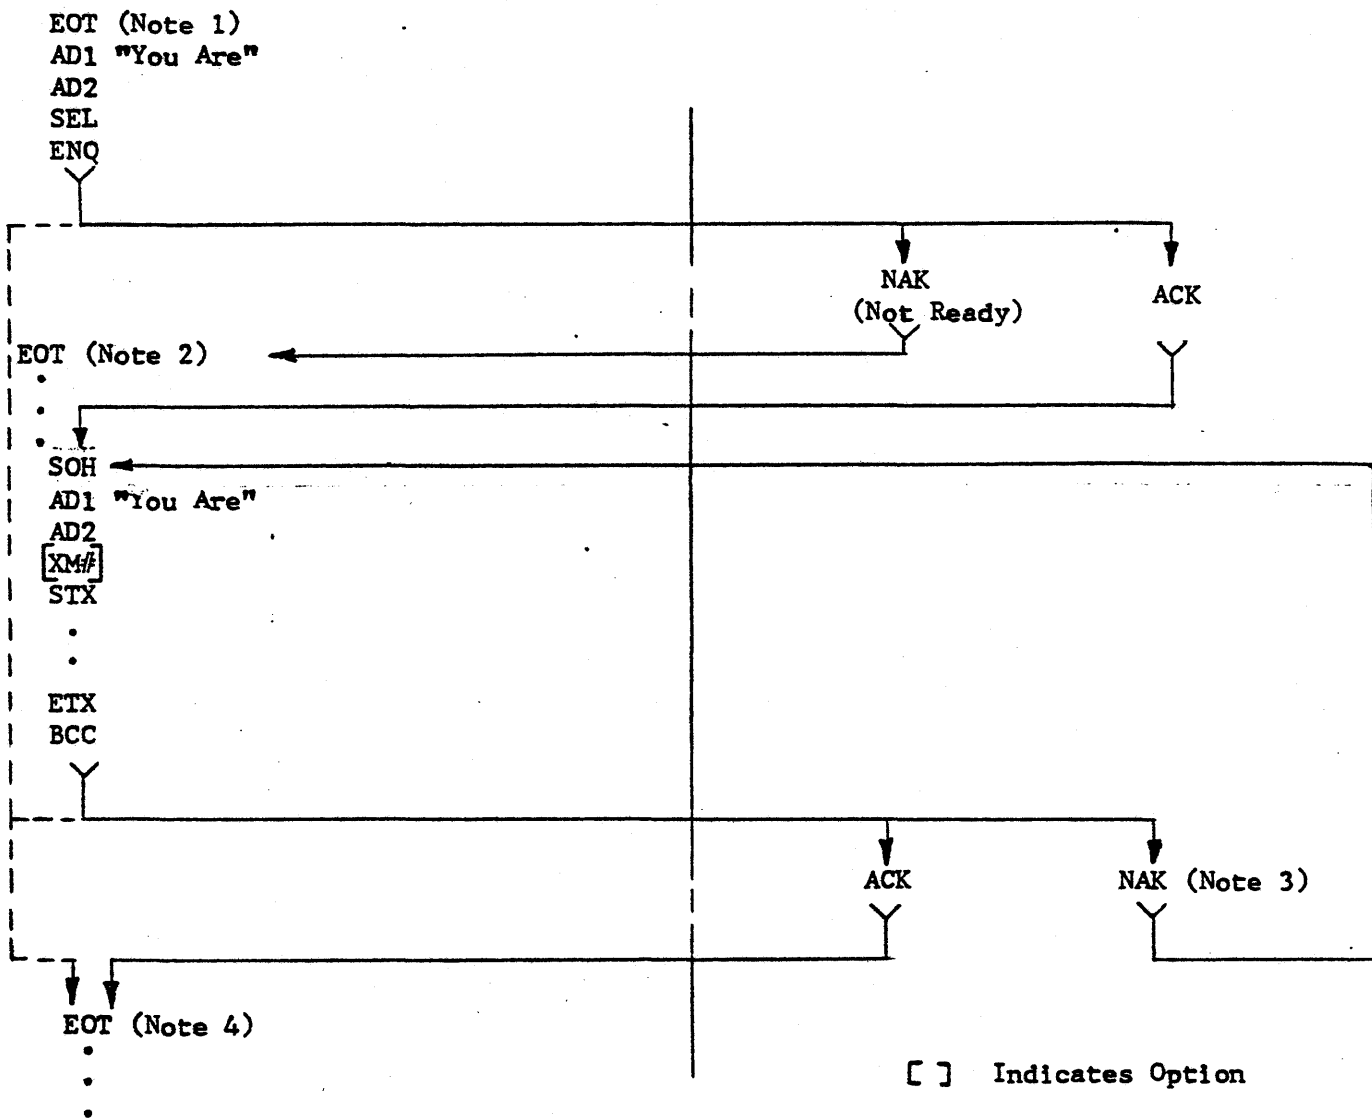 EOT (Note 1)
AD1 "You Are"
AD2
SEL
ENQ
NAK
(Not Ready)
ACK
EOT (Note 2)
SOH
AD1 "You Are"
AD2
[XM#]
STX
ETX
BCC
ACK
NAK (Note 3)
EOT (Note 4)
[ ] Indicates Option